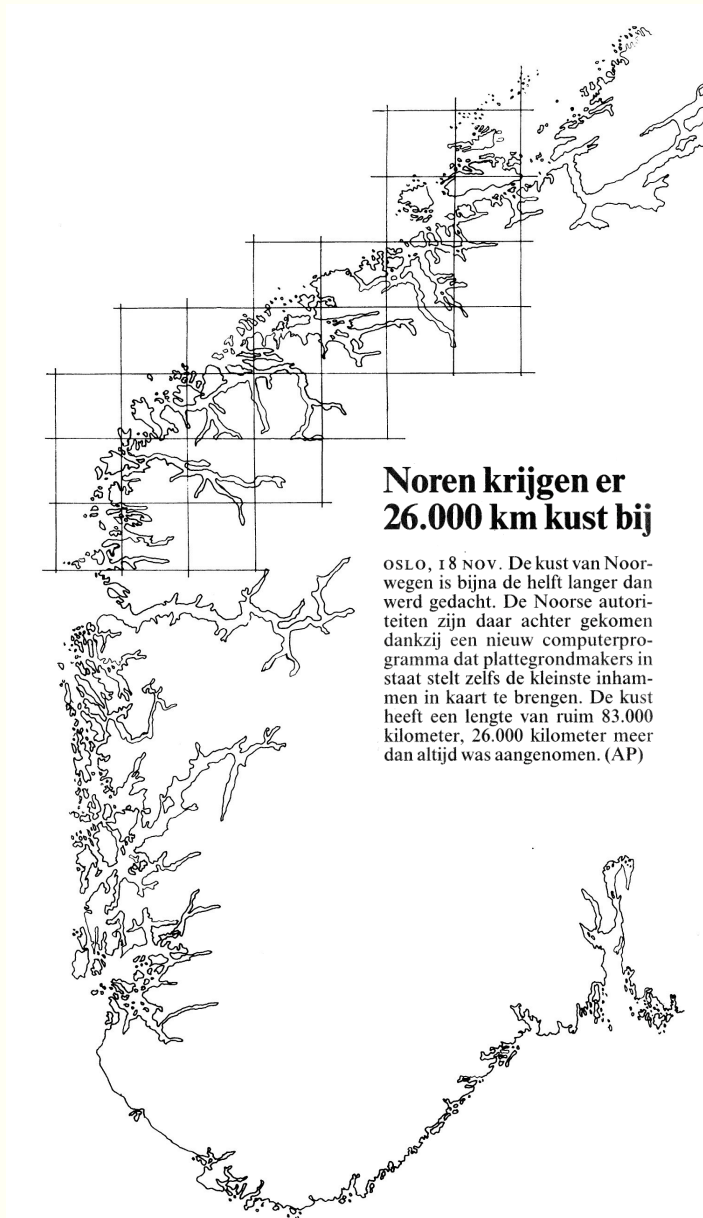 Noren krijgen er
26.000 km kust bij
OSLO, 18 NOV. De kust van Noor-
wegen is bijna de helft langer dan
werd gedacht. De Noorse autori-
teiten zijn daar achter gekomen
dankzij een nieuw computerpro-
gramma dat plattegrondmakers in
staat stelt zelfs de kleinste inham-
men in kaart te brengen. De kust
heeft een lengte van ruim 83.000
kilometer, 26.000 kilometer meer
dan altijd was aangenomen. (AP)